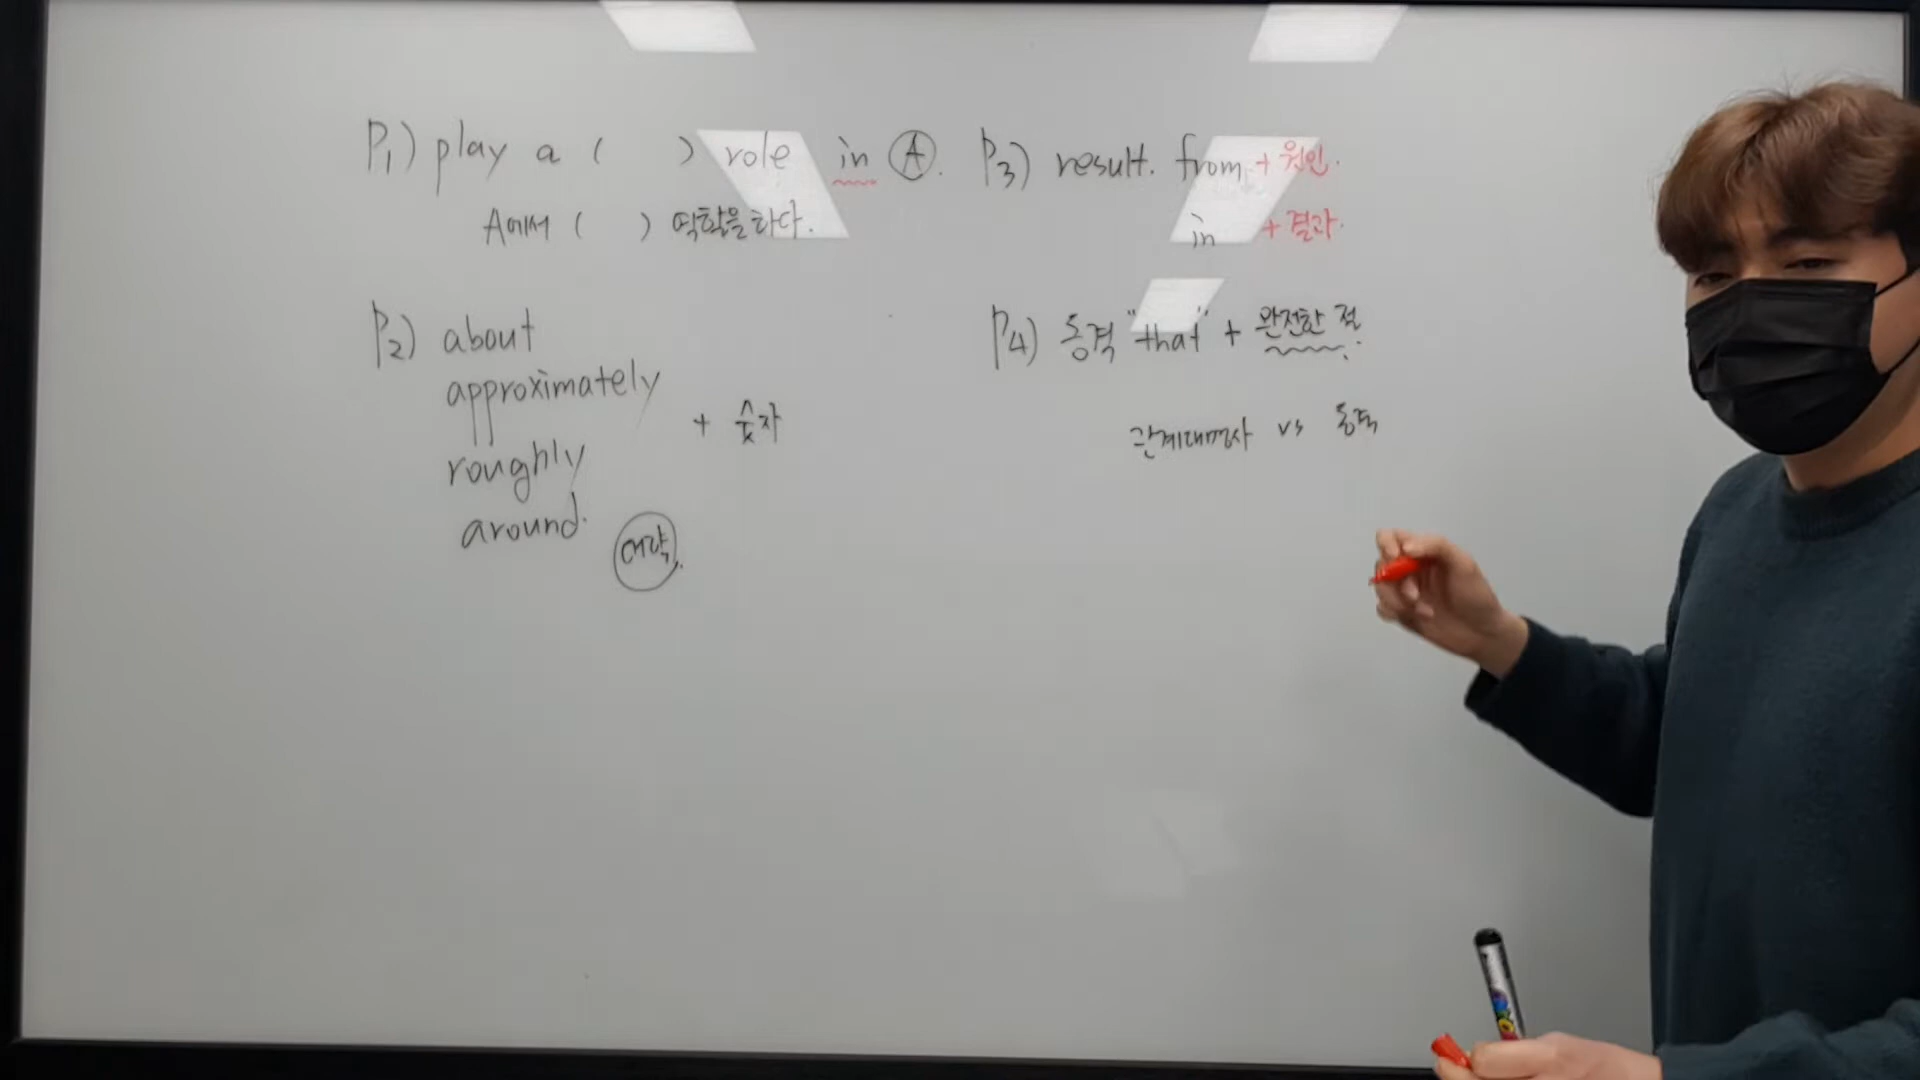 P1) play a ( ) role in A.
A에서 ( ) 역할을 하다.
P2) about
approximately
roughly
around.
+ 숫자
대략.
P3) result. from + 원인.
in + 결과.
P4) 동격 "that" + 완전한 절.
관계대명사 vs 동격